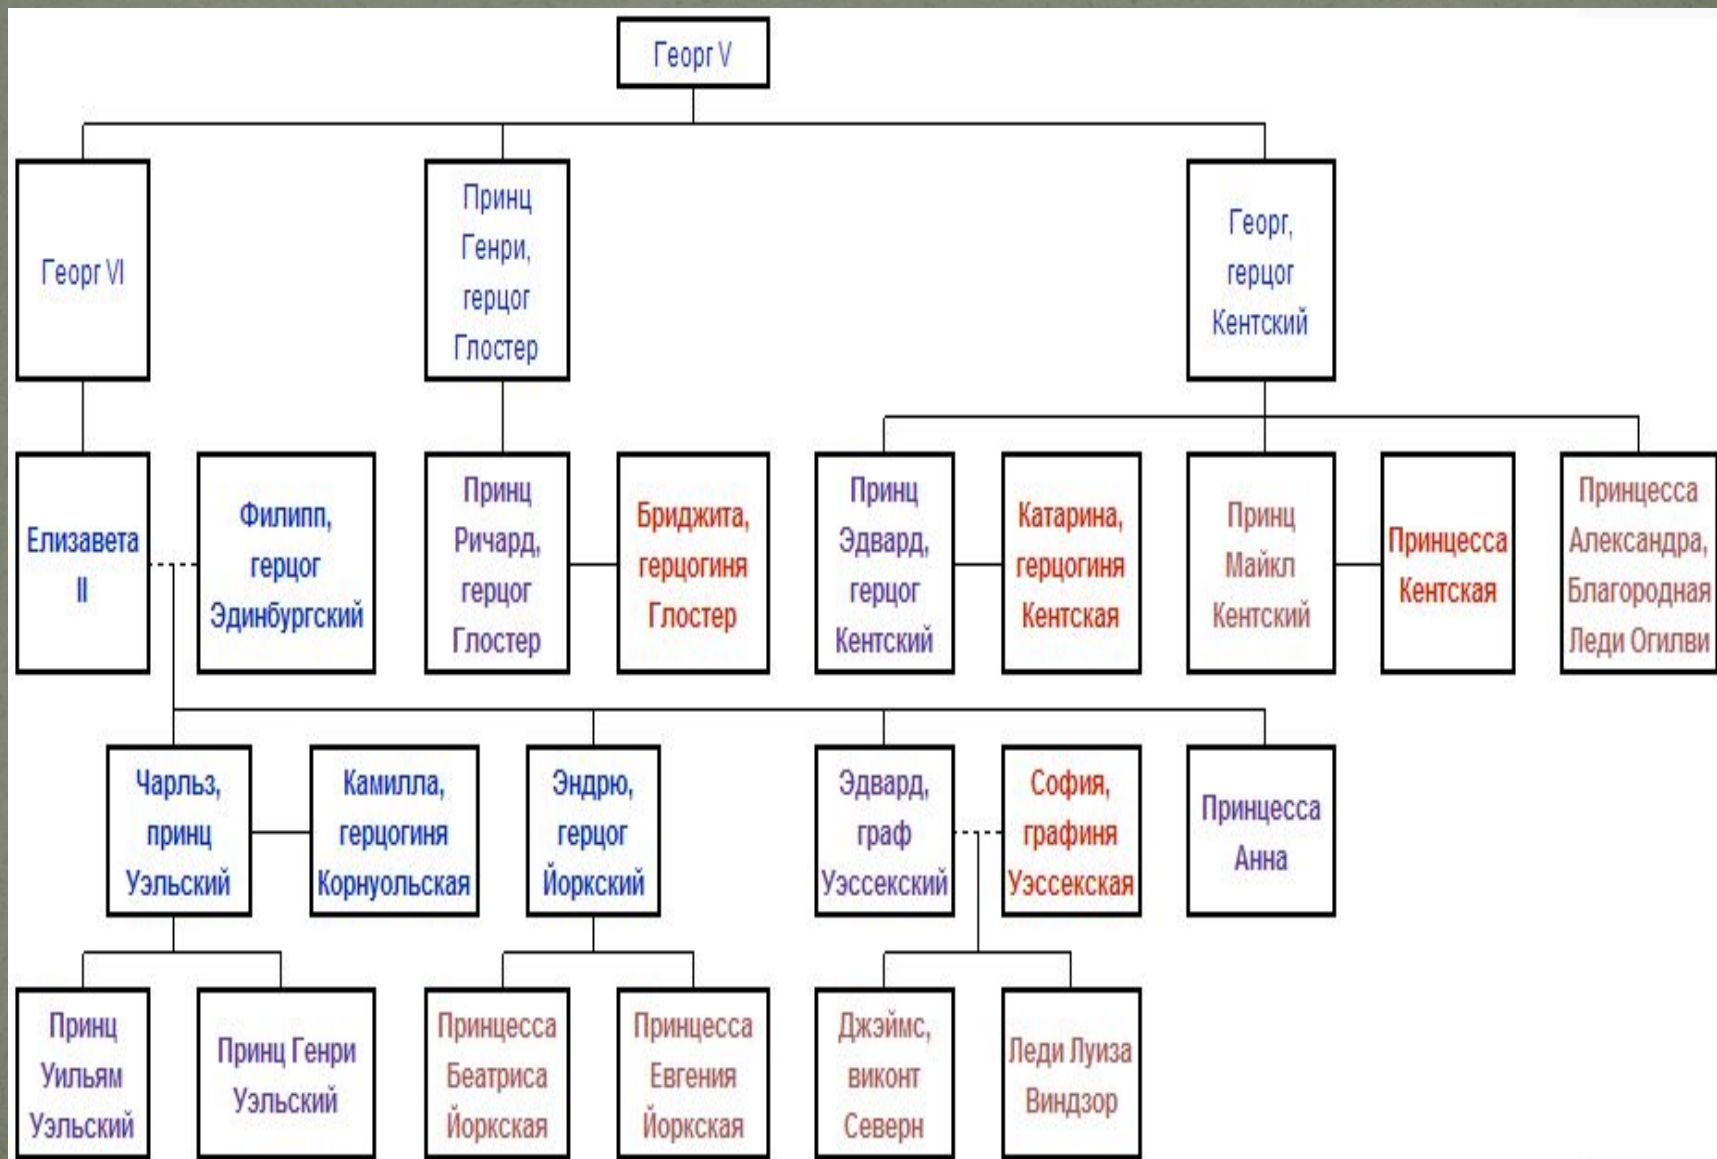 Георг V
Георг VI
Принц
Генри,
герцог
Глостер
Георг,
герцог
Кентский
Елизавета
II
Филипп,
герцог
Эдинбургский
Принц
Ричард,
герцог
Глостер
Бриджита,
герцогиня
Глостер
Принц
Эдвард,
герцог
Кентский
Катарина,
герцогиня
Кентская
Принц
Майкл
Кентский
Принцесса
Кентская
Принцесса
Александра,
Благородная
Леди Огилви
Чарльз,
принц
Уэльский
Камилла,
герцогиня
Корнуольская
Эндрю,
герцог
Йоркский
Эдвард,
граф
Уэссекский
София,
графиня
Уэссекская
Принцесса
Анна
Принц
Уильям
Уэльский
Принц Генри
Уэльский
Принцесса
Беатриса
Йоркская
Принцесса
Евгения
Йоркская
Джэймс,
виконт
Северн
Леди Луиза
Виндзор